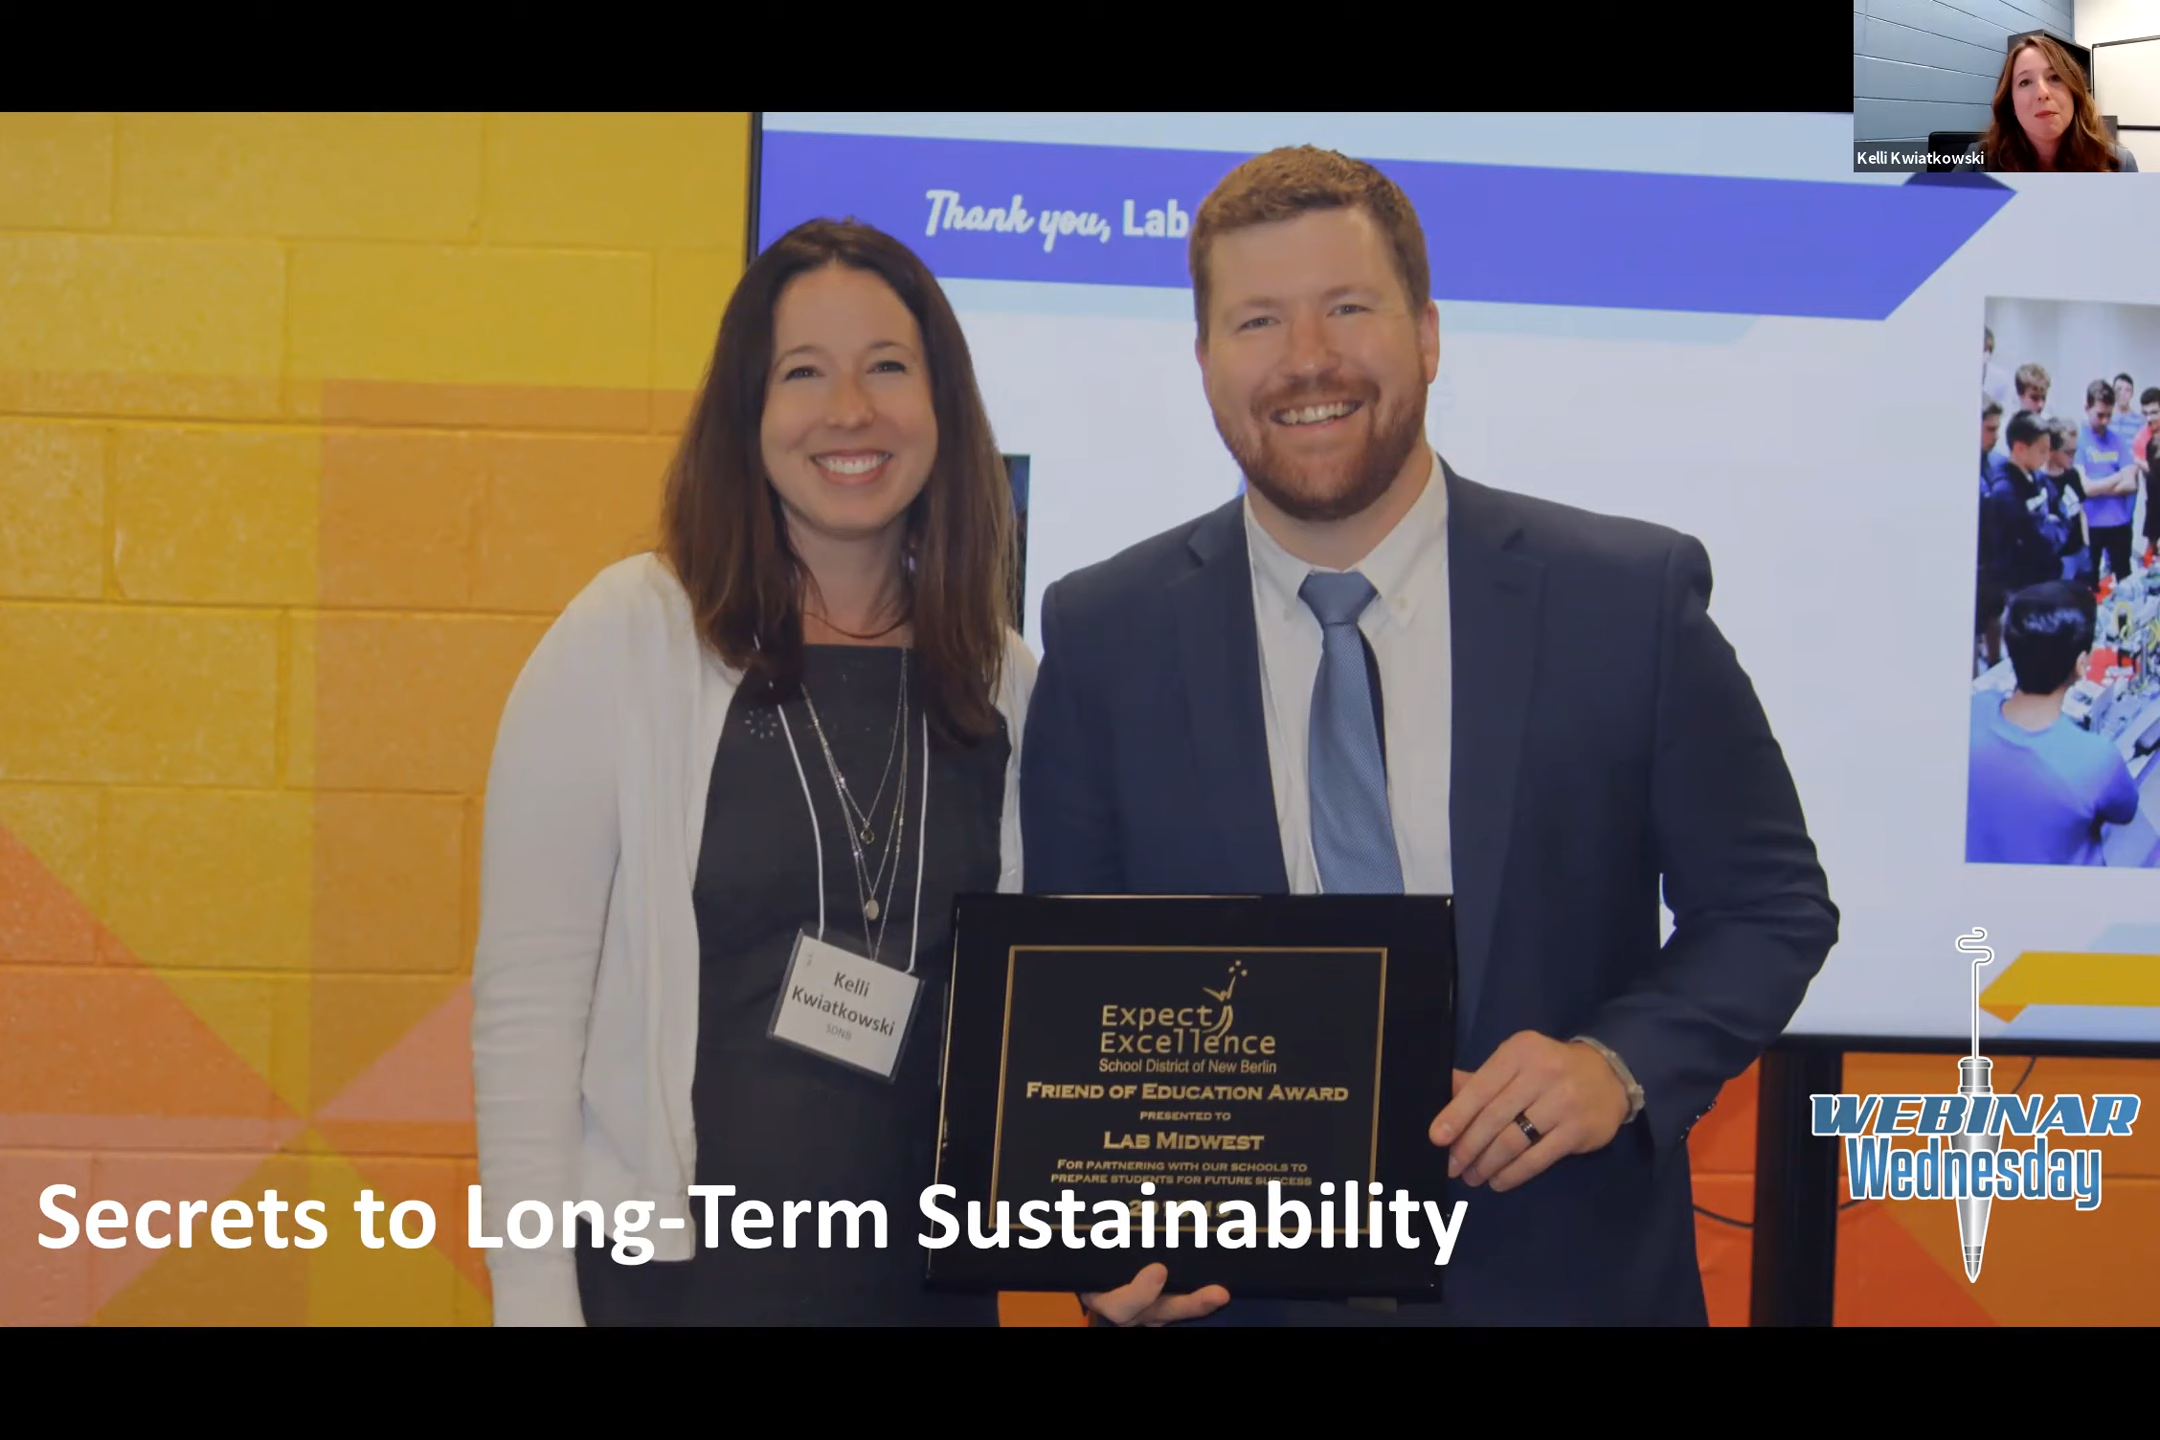 Kelli Kwiatkowski
Thank you, Lab
Kelli
Kwiatkowski
SDNB
Expect
Excellence
School District of New Berlin
FRIEND OF EDUCATION AWARD
PRESENTED TO
LAB MIDWEST
FOR PARTNERING WITH OUR SCHOOLS TO
PREPARE STUDENTS FOR FUTURE SUCCESS
Secrets to Long-Term Sustainability
WEBINAR
Wednesday